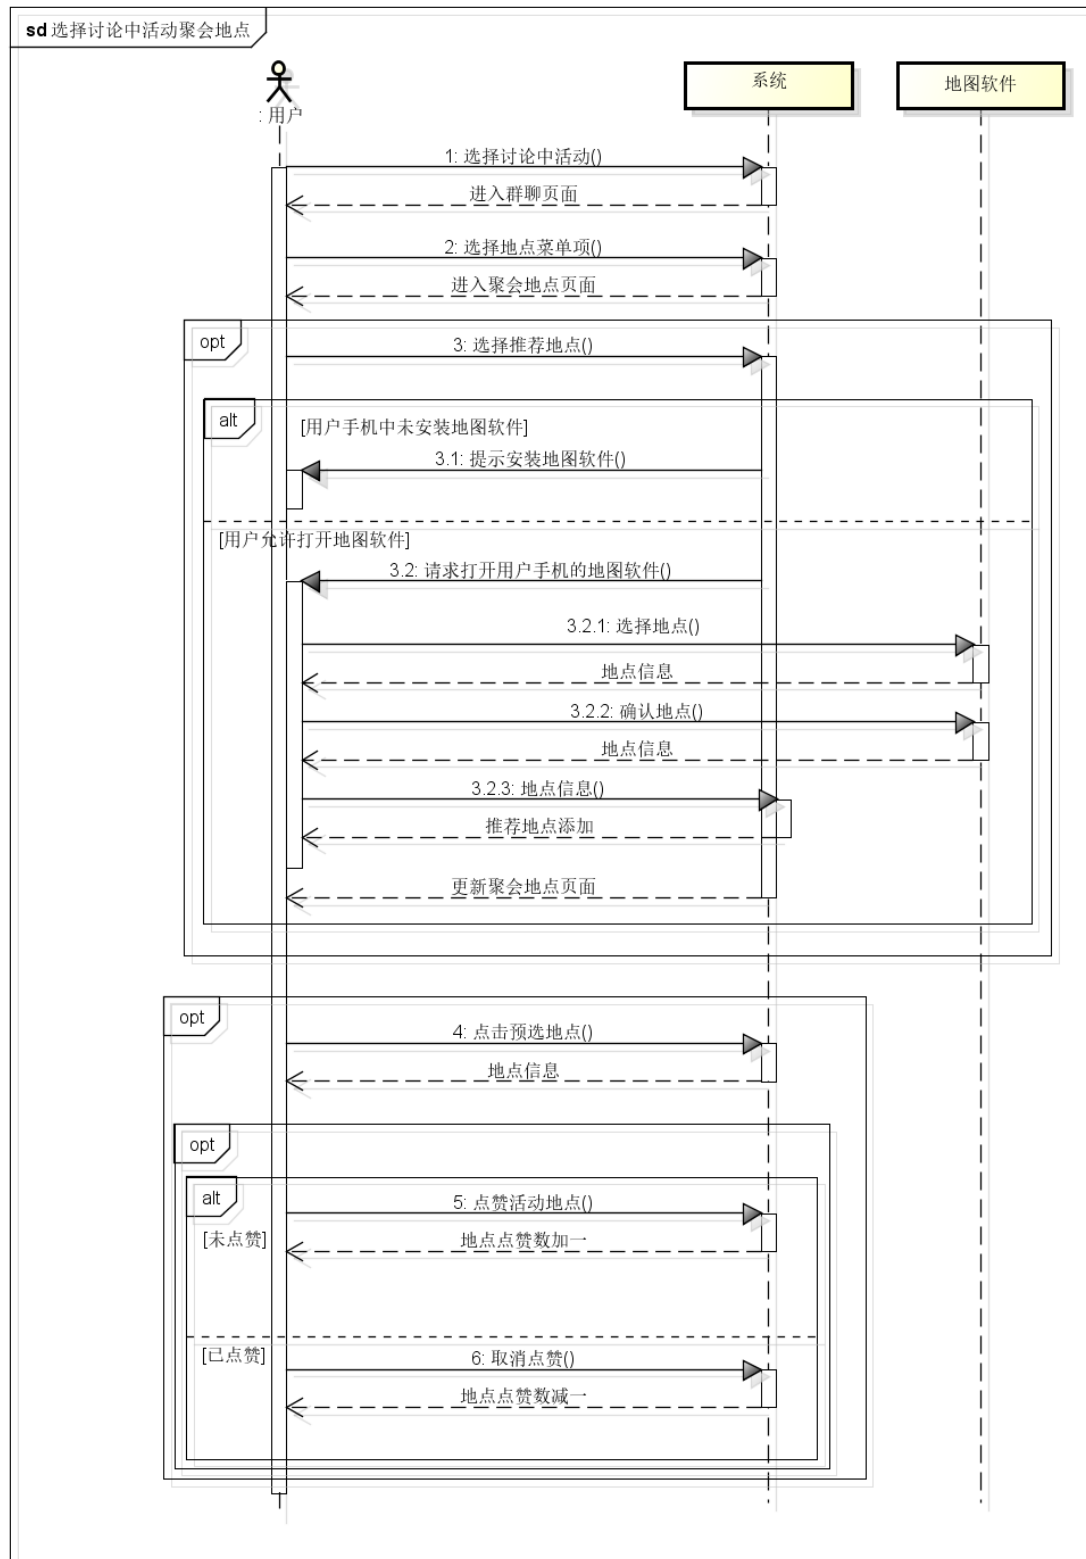 sd 选择讨论中活动聚会地点
: 用户
系统
地图软件
1: 选择讨论中活动()
进入群聊页面
2: 选择地点菜单项()
进入聚会地点页面
opt
3: 选择推荐地点()
alt
[用户手机中未安装地图软件]
3.1: 提示安装地图软件()
[用户允许打开地图软件]
3.2: 请求打开用户手机的地图软件()
3.2.1: 选择地点()
地点信息
3.2.2: 确认地点()
地点信息
3.2.3: 地点信息()
推荐地点添加
更新聚会地点页面
opt
4: 点击预选地点()
地点信息
opt
alt
5: 点赞活动地点()
[未点赞]
地点点赞数加一
[已点赞]
6: 取消点赞()
地点点赞数减一